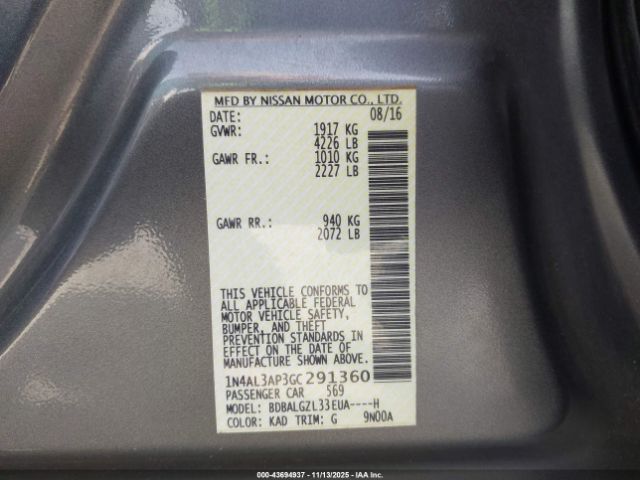 MFD BY NISSAN MOTOR CO., LTD.
DATE: 08/16
GVWR: 1917 KG
4226 LB
GAWR FR.: 1010 KG
2227 LB
GAWR RR.: 940 KG
2072 LB
THIS VEHICLE CONFORMS TO
ALL APPLICABLE FEDERAL
MOTOR VEHICLE SAFETY,
BUMPER, AND THEFT
PREVENTION STANDARDS IN
EFFECT ON THE DATE OF
MANUFACTURE SHOWN ABOVE.
1N4AL3AP3GC291360
PASSENGER CAR 569
MODEL: BDBALGZL33EUA----H
COLOR: KAD TRIM: G 9N00A
000-43694937 - 11/13/2025 - IAAI.COM